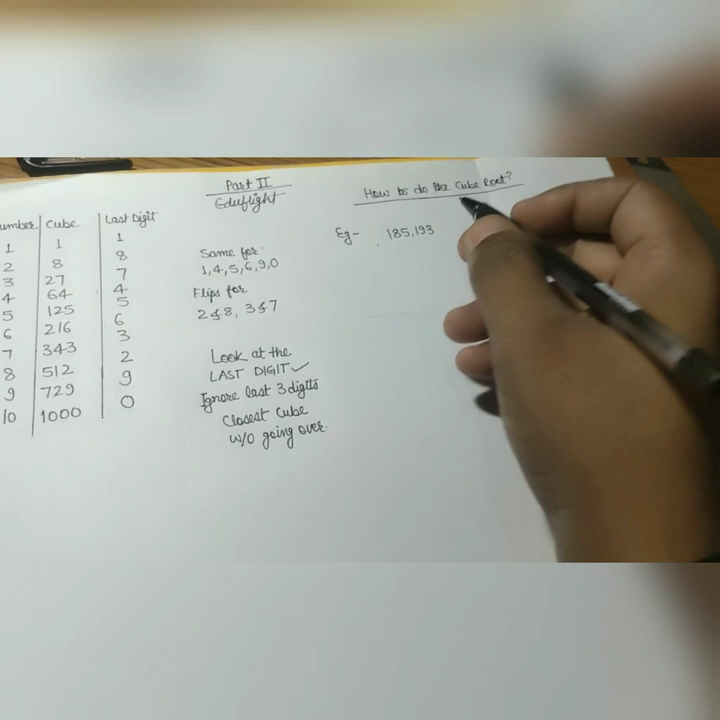 Part II
Eduflight
How to do the Cube Root?
Number Cube Last Digit
1 1 1
2 8 8
3 27 7
4 64 4
5 125 5
6 216 6
7 343 3
8 512 2
9 729 9
10 1000 0
Same for:
1,4,5,6,9,0
Flips for
2&8, 3&7
Look at the
LAST DIGIT ✓
Ignore last 3 digits
Closest Cube
w/o going over.
Eg- 185,193